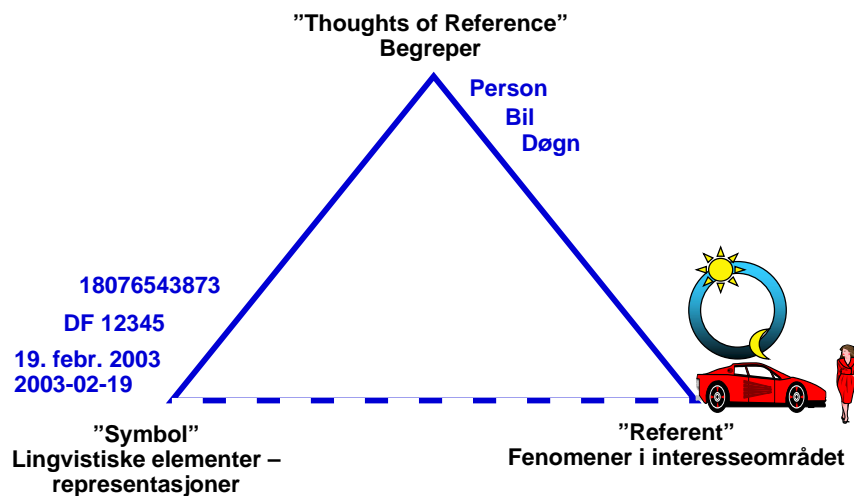 ”Thoughts of Reference”
Begreper
Person
Bil
Døgn
18076543873
DF 12345
19. febr. 2003
2003-02-19
”Symbol”
Lingvistiske elementer –
representasjoner
”Referent”
Fenomener i interesseområdet